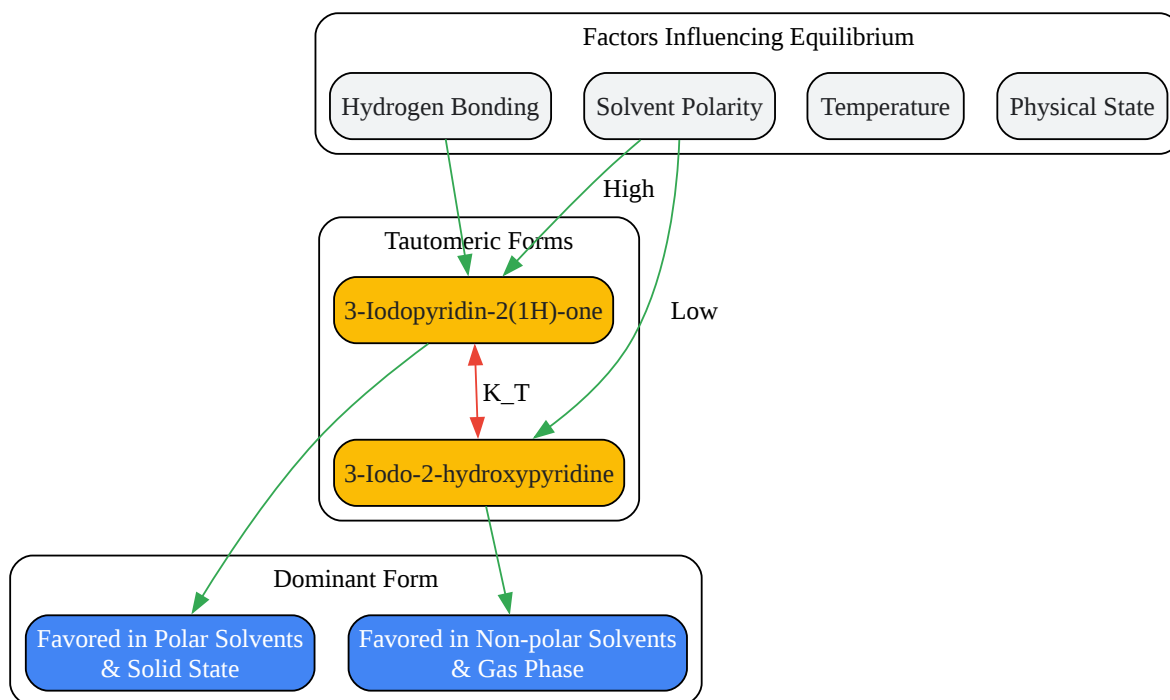 Factors Influencing Equilibrium
Hydrogen Bonding
Solvent Polarity
Temperature
Physical State
High
Tautomeric Forms
3-Iodopyridin-2(1H)-one
Low
K_T
3-Iodo-2-hydroxypyridine
Dominant Form
Favored in Polar Solvents
& Solid State
Favored in Non-polar Solvents
& Gas Phase